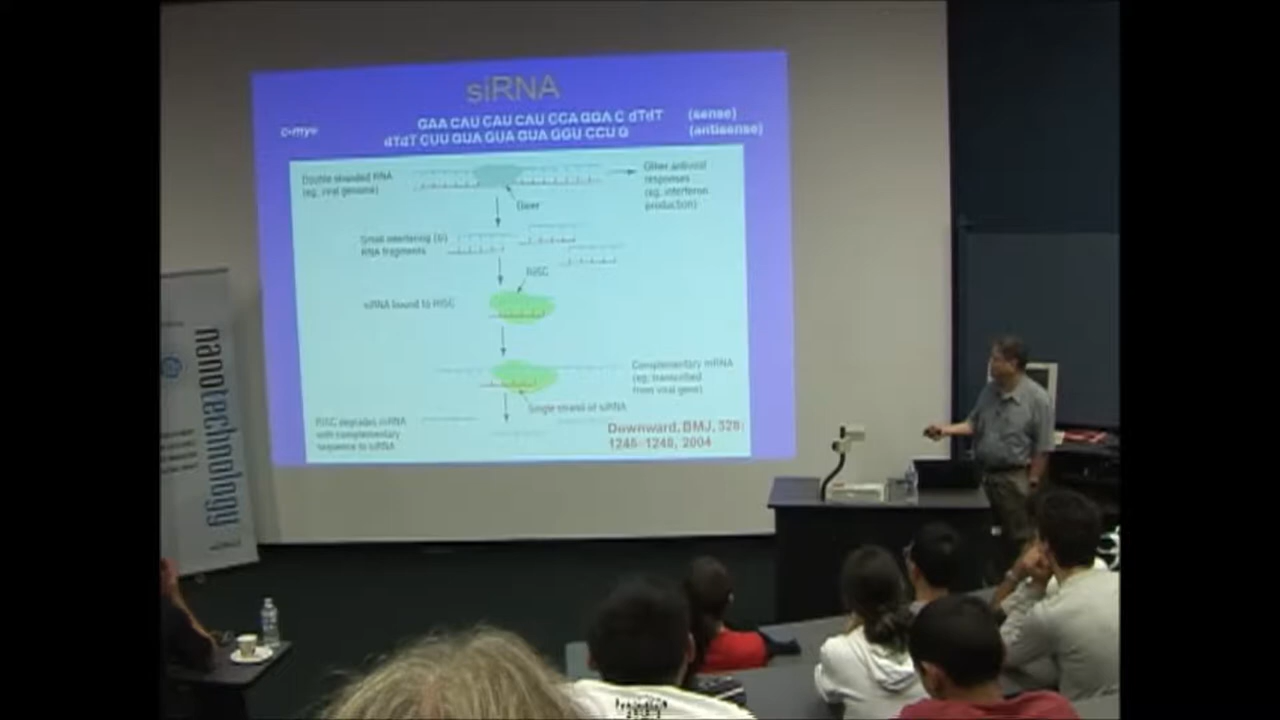 siRNA
c-myc
GAA CAU CAU CAU CCA GGA C dTdT (sense)
dTdT CUU GUA GUA GUA GGU CCU G (antisense)
Double stranded RNA
(eg, viral genome)
Other antiviral
responses
(eg, interferon
production)
Dicer
Small interfering (si)
RNA fragments
RISC
siRNA bound to RISC
Complementary mRNA
(eg, transcribed
from viral gene)
Single strand of siRNA
RISC degrades mRNA
with complementary
sequence to siRNA
Downward, BMJ, 328:
1245-1248, 2004
nanotechnology